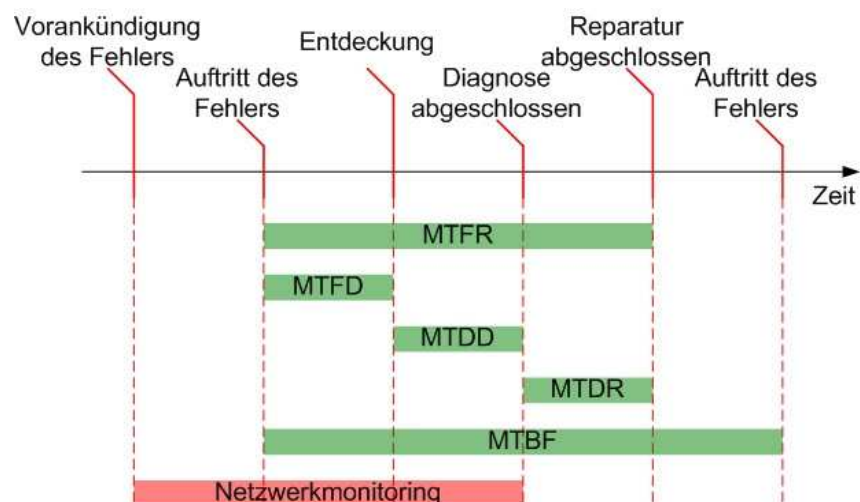 Vorankündigung
des Fehlers
Auftritt des
Fehlers
Entdeckung
Diagnose
abgeschlossen
Reparatur
abgeschlossen
Auftritt des
Fehlers
Zeit
MTFR
MTFD
MTDD
MTDR
MTBF
Netzwerkmonitoring